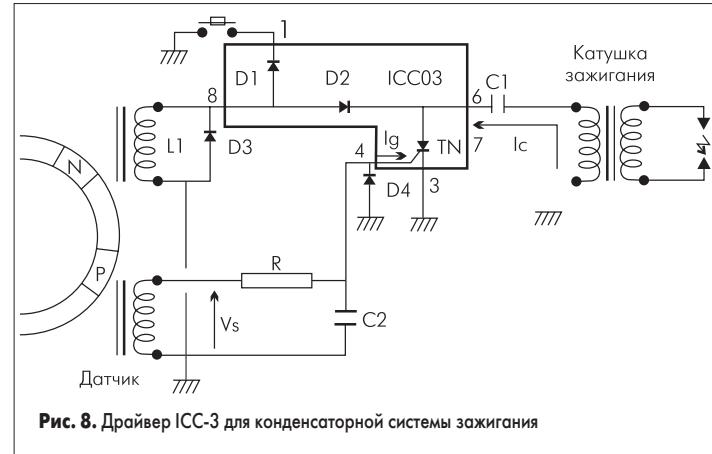 1
D1
D2
ICC03
6
C1
Катушка
зажигания
8
L1
D3
4
Ig
TN
7
Ic
D4
3
N
P
R
Vs
C2
Датчик
Рис. 8. Драйвер ICC-3 для конденсаторной системы зажигания